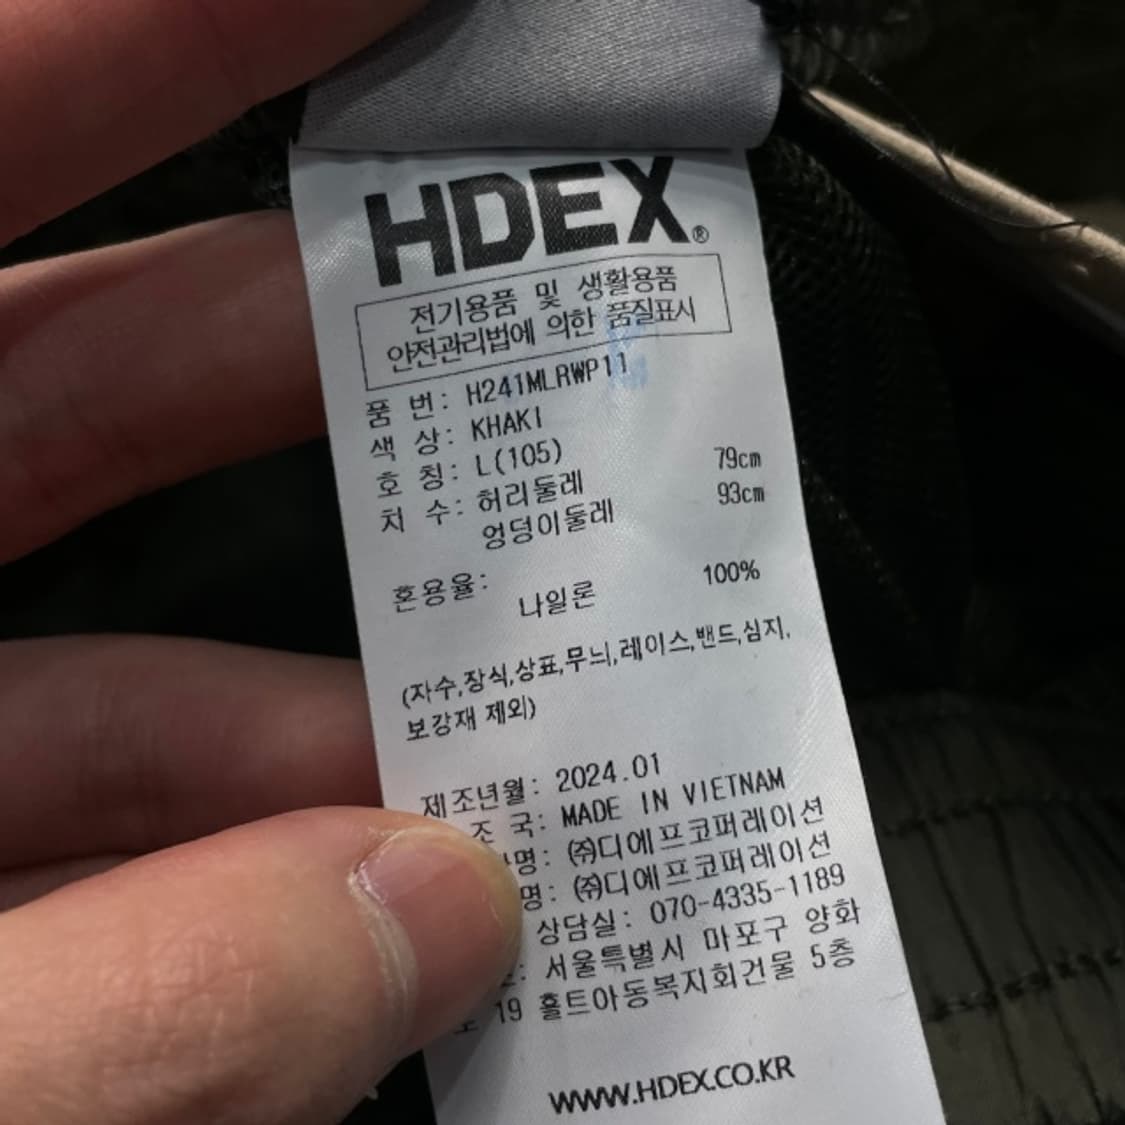 HDEX®
전기용품 및 생활용품
안전관리법에 의한 품질표시
품 번: H241MLRWP11
색 상: KHAKI
호 칭: L(105)
치 수: 허리둘레 79cm
엉덩이둘레 93cm
혼용율:
나일론 100%
(자수,장식,상표,무늬,레이스,밴드,심지,
보강재 제외)
제조년월: 2024.01
조 국: MADE IN VIETNAM
명: ㈜디에프코퍼레이션
명: ㈜디에프코퍼레이션
상담실: 070-4335-1189
: 서울특별시 마포구 양화
로 19 홀트아동복지회건물 5층
WWW.HDEX.CO.KR